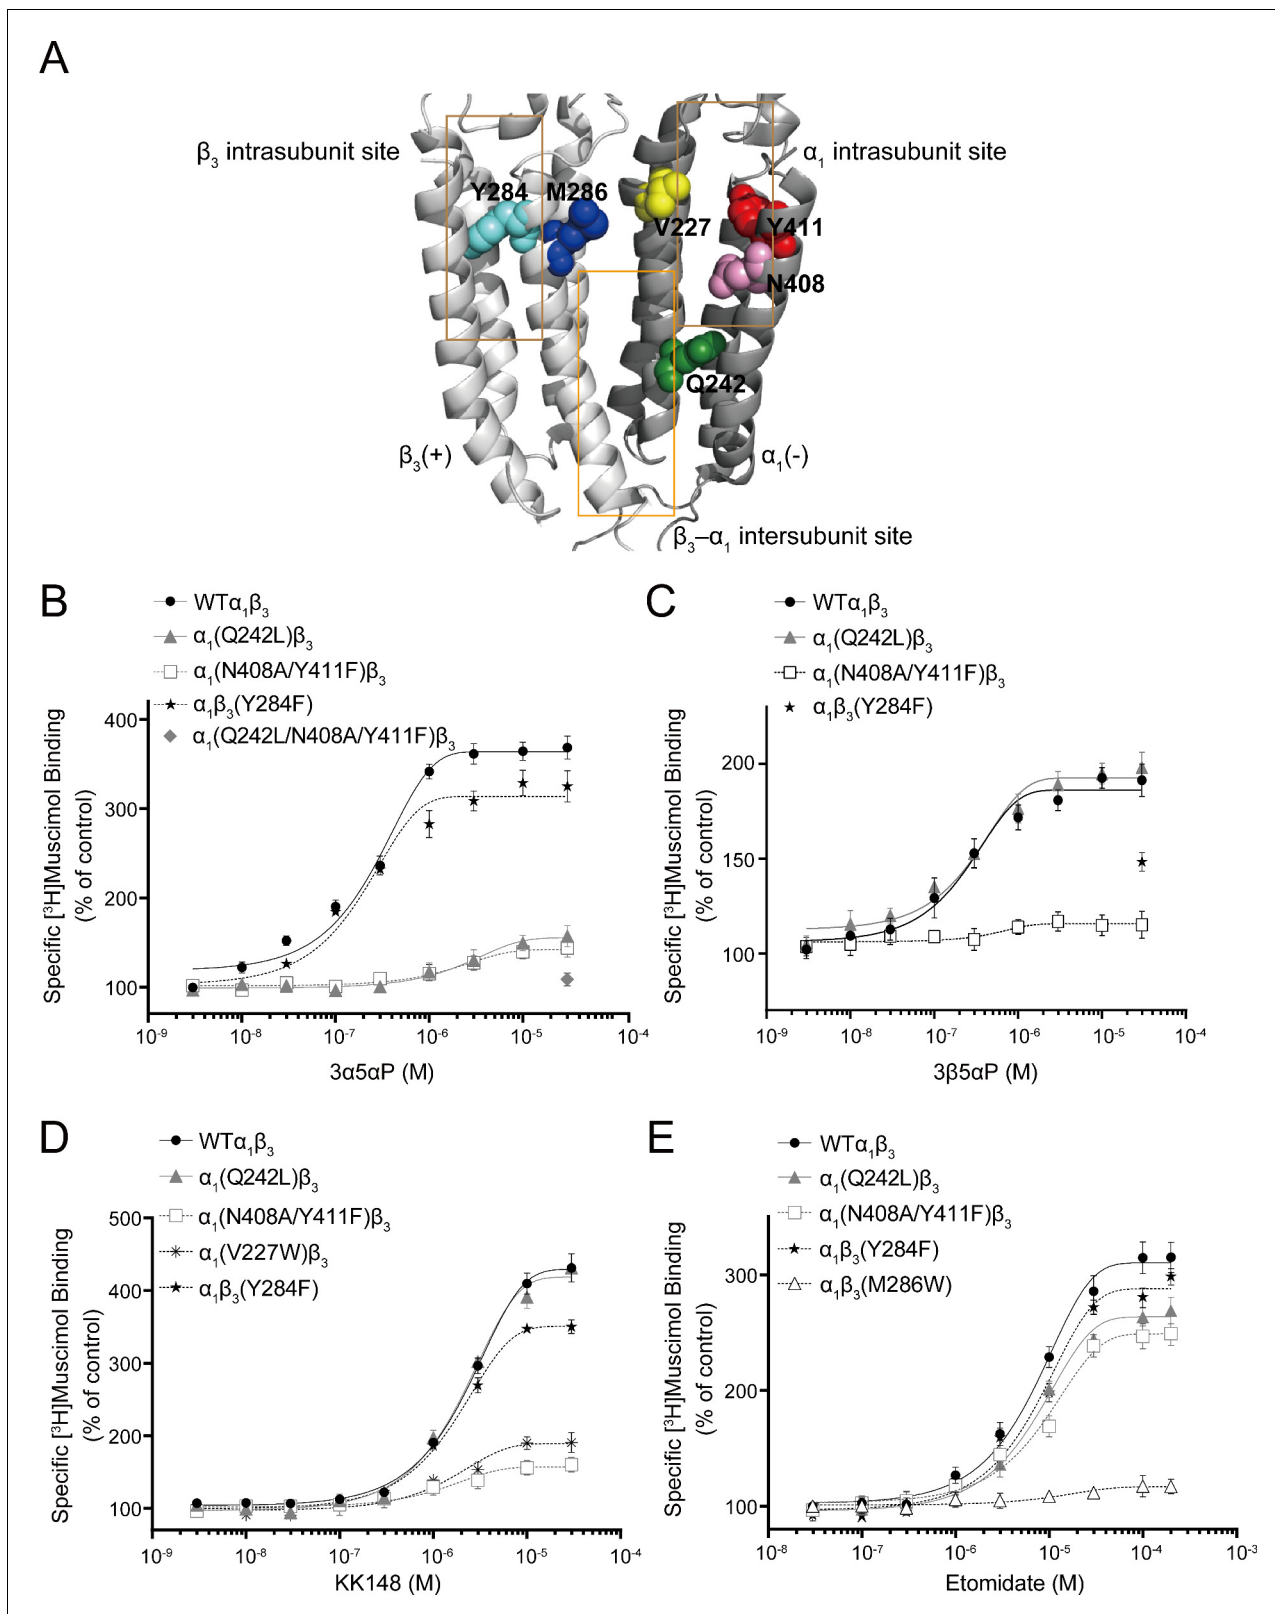 A
β3 intrasubunit site
α1 intrasubunit site
Y284 M286
V227 Y411
N408
Q242
β3(+)
α1(-)
β3–α1 intersubunit site
B
WTα1β3
α1(Q242L)β3
α1(N408A/Y411F)β3
α1β3(Y284F)
α1(Q242L/N408A/Y411F)β3
Specific [³H]Muscimol Binding
(% of control)
400
300
200
100
10⁻⁹ 10⁻⁸ 10⁻⁷ 10⁻⁶ 10⁻⁵ 10⁻⁴
3α5αP (M)
C
WTα1β3
α1(Q242L)β3
α1(N408A/Y411F)β3
α1β3(Y284F)
Specific [³H]Muscimol Binding
(% of control)
200
150
100
10⁻⁹ 10⁻⁸ 10⁻⁷ 10⁻⁶ 10⁻⁵ 10⁻⁴
3β5αP (M)
D
WTα1β3
α1(Q242L)β3
α1(N408A/Y411F)β3
α1(V227W)β3
α1β3(Y284F)
Specific [³H]Muscimol Binding
(% of control)
500
400
300
200
100
10⁻⁹ 10⁻⁸ 10⁻⁷ 10⁻⁶ 10⁻⁵ 10⁻⁴
KK148 (M)
E
WTα1β3
α1(Q242L)β3
α1(N408A/Y411F)β3
α1β3(Y284F)
α1β3(M286W)
Specific [³H]Muscimol Binding
(% of control)
300
200
100
10⁻⁸ 10⁻⁷ 10⁻⁶ 10⁻⁵ 10⁻⁴ 10⁻³
Etomidate (M)